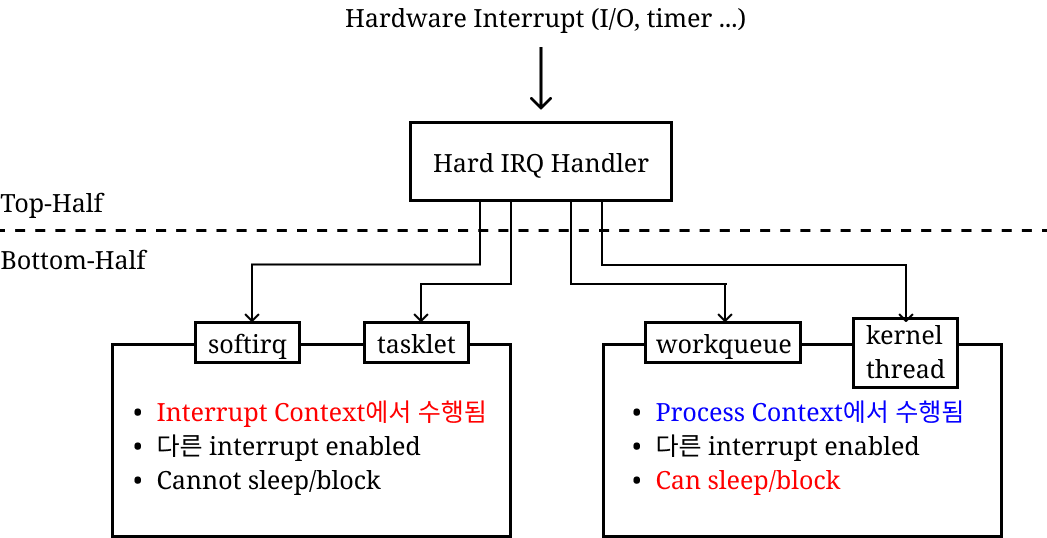 Hardware Interrupt (I/O, timer ...)
Hard IRQ Handler
Top-Half
Bottom-Half
softirq
tasklet
• Interrupt Context에서 수행됨
• 다른 interrupt enabled
• Cannot sleep/block
workqueue
kernel
thread
• Process Context에서 수행됨
• 다른 interrupt enabled
• Can sleep/block